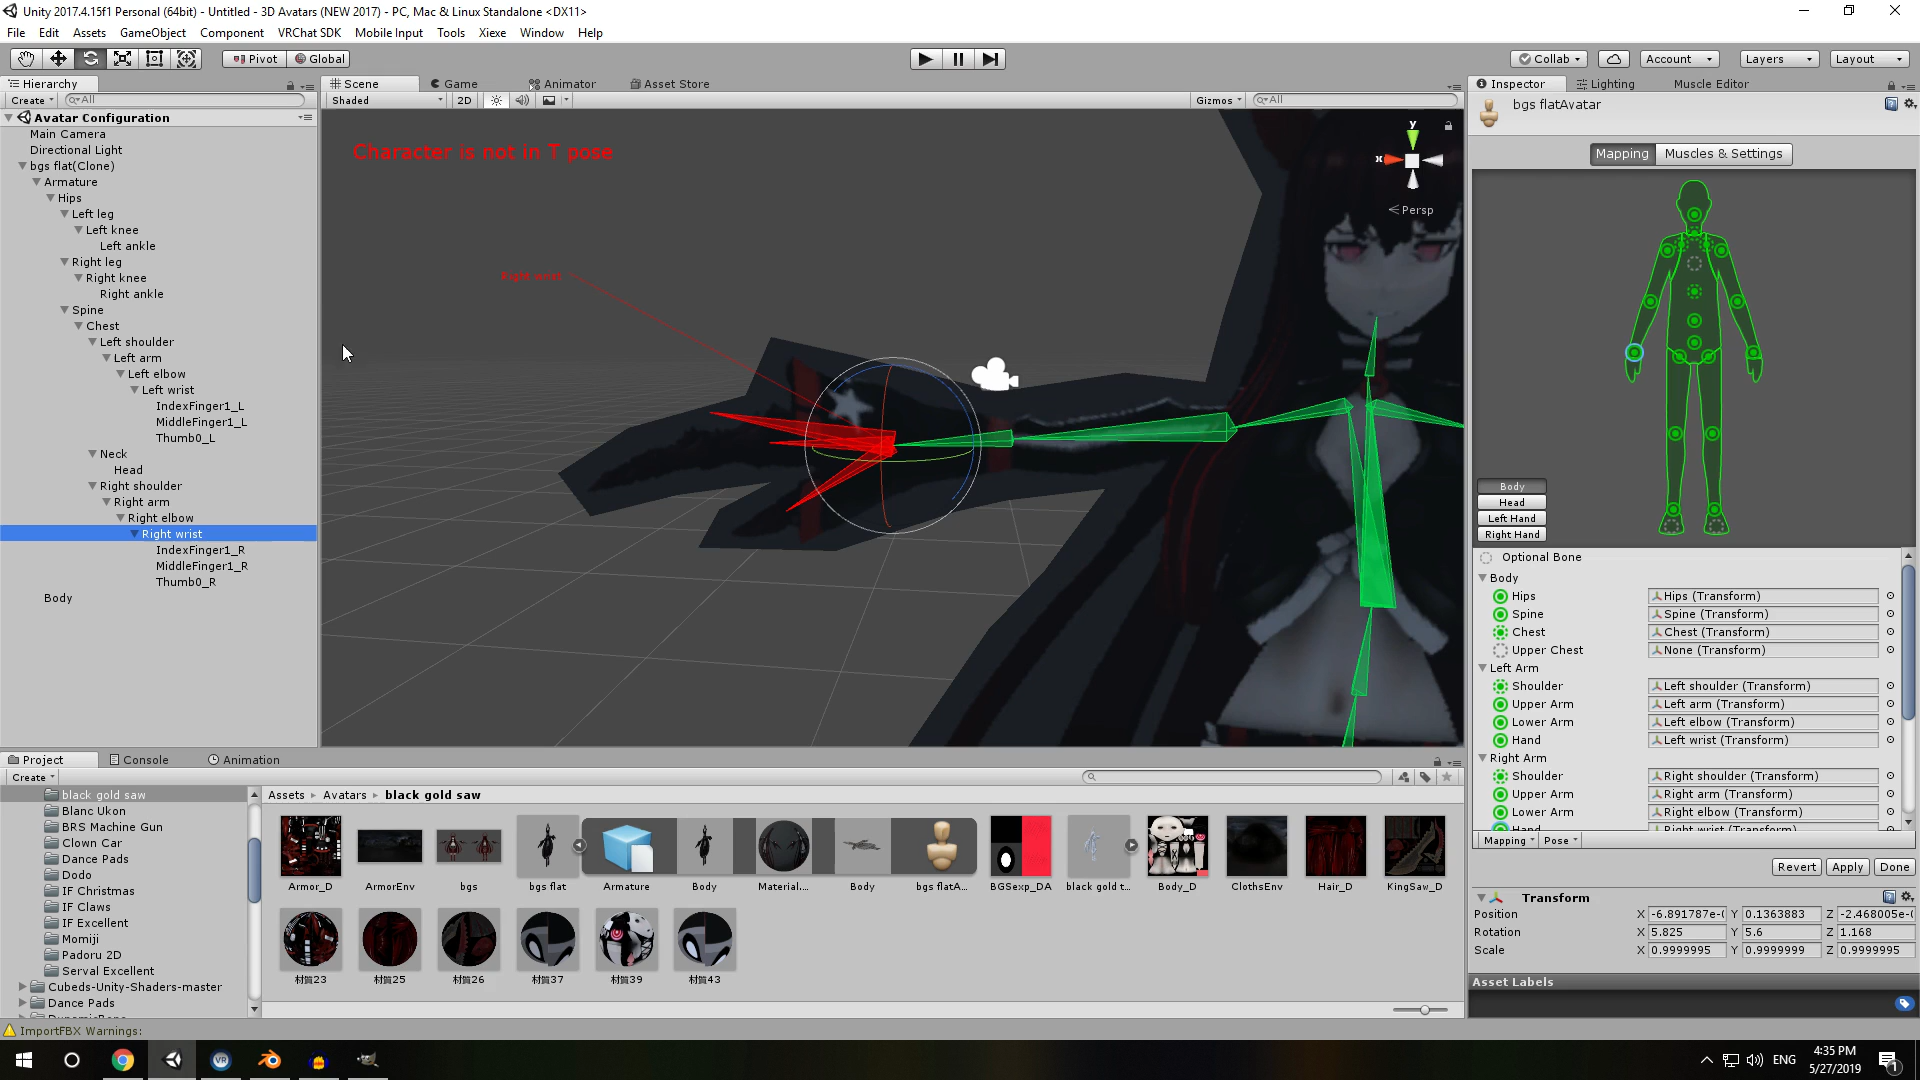 Unity 2017.4.15f1 Personal (64bit) - Untitled - 3D Avatars (NEW 2017) - PC, Mac & Linux Standalone <DX11>
File Edit Assets GameObject Component VRChat SDK Mobile Input Tools Xiexe Window Help
Pivot Global Collab Account Layers Layout
Hierarchy Scene Game Animator Asset Store Inspector Lighting Muscle Editor
Create All Shaded 2D Gizmos All
bgs flatAvatar
Avatar Configuration
Main Camera
Directional Light
bgs flat(Clone)
Armature
Hips
Left leg
Left knee
Left ankle
Right leg
Right knee
Right ankle
Spine
Chest
Left shoulder
Left arm
Left elbow
Left wrist
IndexFinger1_L
MiddleFinger1_L
Thumb0_L
Neck
Head
Right shoulder
Right arm
Right elbow
Right wrist
IndexFinger1_R
MiddleFinger1_R
Thumb0_R
Body
Character is not in T pose
Right wrist
y
x
Persp
Mapping Muscles & Settings
Body
Head
Left Hand
Right Hand
Optional Bone
Body
Hips Hips (Transform)
Spine Spine (Transform)
Chest Chest (Transform)
Upper Chest None (Transform)
Left Arm
Shoulder Left shoulder (Transform)
Upper Arm Left arm (Transform)
Lower Arm Left elbow (Transform)
Hand Left wrist (Transform)
Right Arm
Shoulder Right shoulder (Transform)
Upper Arm Right arm (Transform)
Lower Arm Right elbow (Transform)
Hand Right wrist (Transform)
Mapping Pose
Revert Apply Done
Transform
Position X -6.891787e-( Y 0.1363883 Z -2.468005e-
Rotation X 5.825 Y 5.6 Z 1.168
Scale X 0.9999995 Y 0.9999999 Z 0.9999995
Asset Labels
Project Console Animation
Create
black gold saw
Blanc Ukon
BRS Machine Gun
Clown Car
Dance Pads
Dodo
IF Christmas
IF Claws
IF Excellent
Momiji
Padoru 2D
Serval Excellent
Cubeds-Unity-Shaders-master
Dance Pads
Assets Avatars black gold saw
Armor_D ArmorEnv bgs bgs flat Armature Body Material... Body bgs flatA... BGSexp_DA black gold t... Body_D ClothsEnv Hair_D KingSaw_D
材質23 材質25 材質26 材質37 材質39 材質43
ImportFBX Warnings:
ENG
4:35 PM
5/27/2019
1